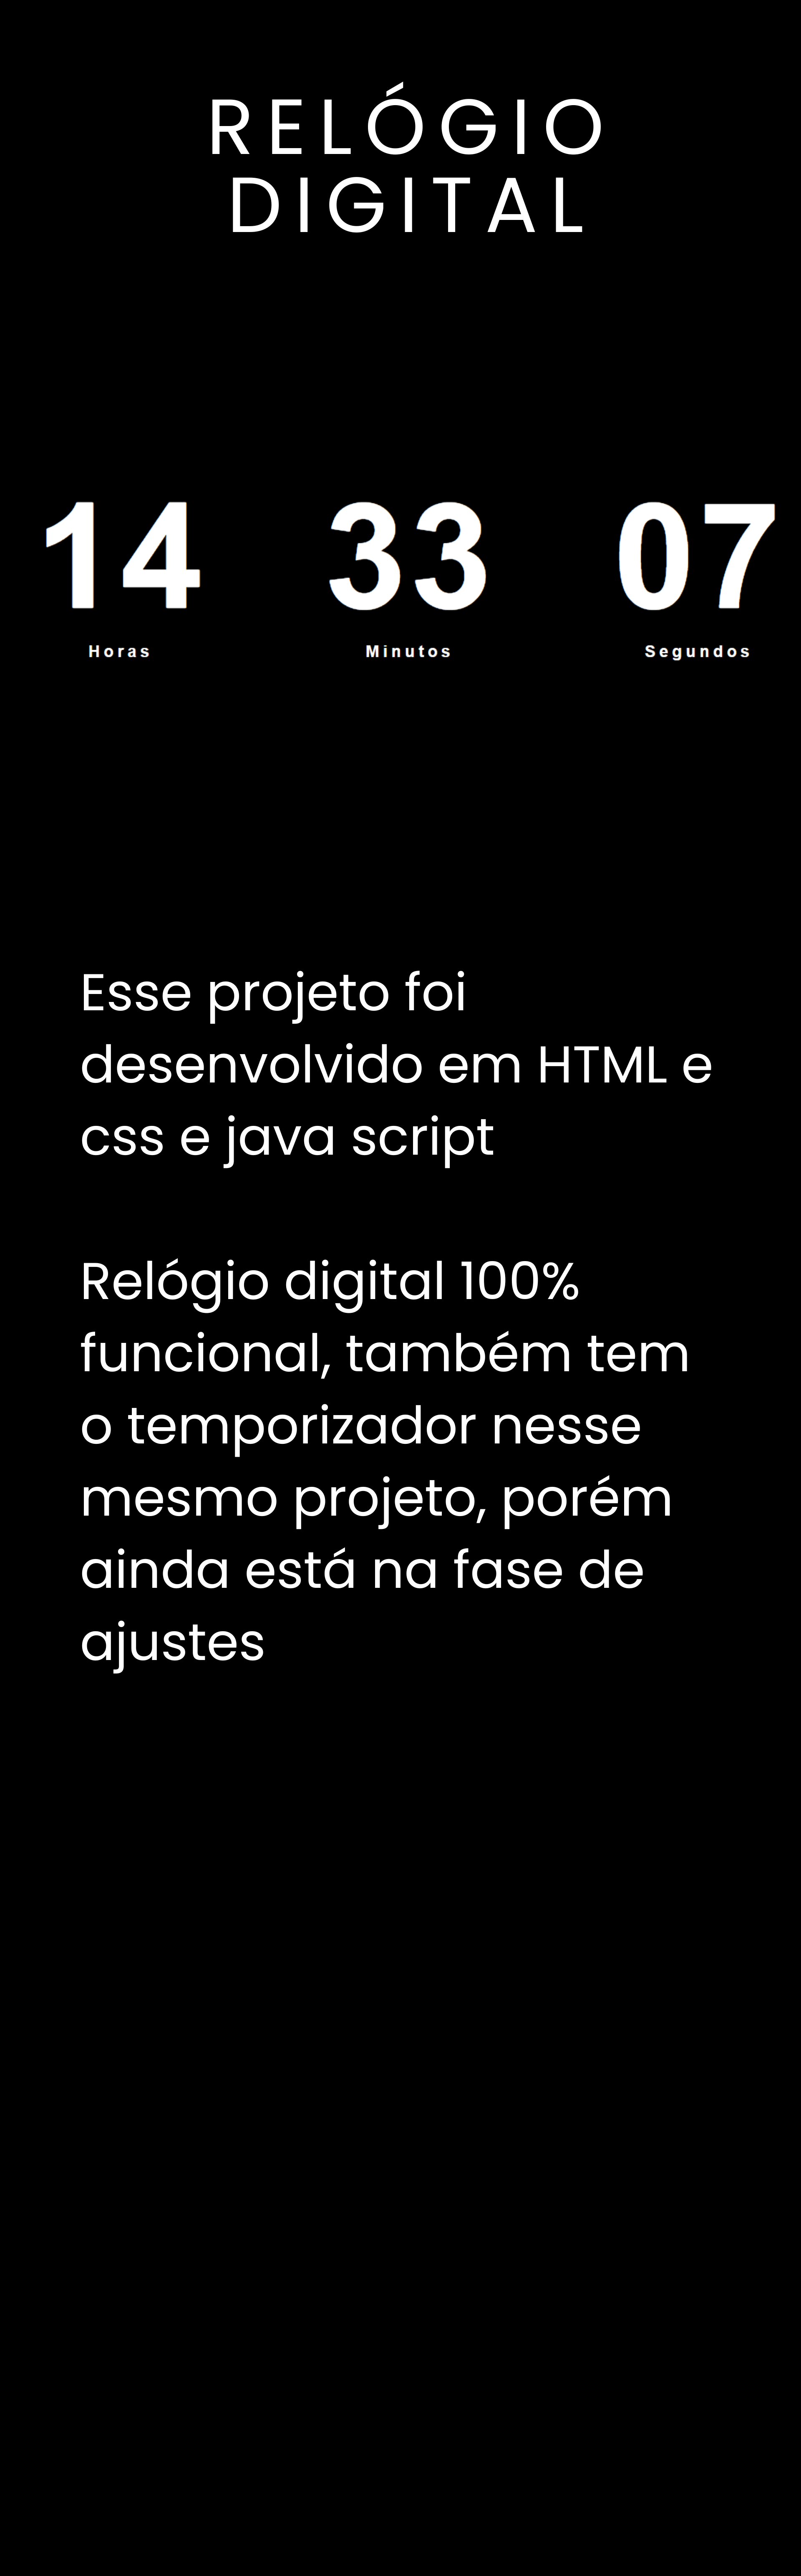 RELÓGIO
DIGITAL
14 33 07
Horas Minutos Segundos
Esse projeto foi
desenvolvido em HTML e
css e java script
Relógio digital 100%
funcional, também tem
o temporizador nesse
mesmo projeto, porém
ainda está na fase de
ajustes